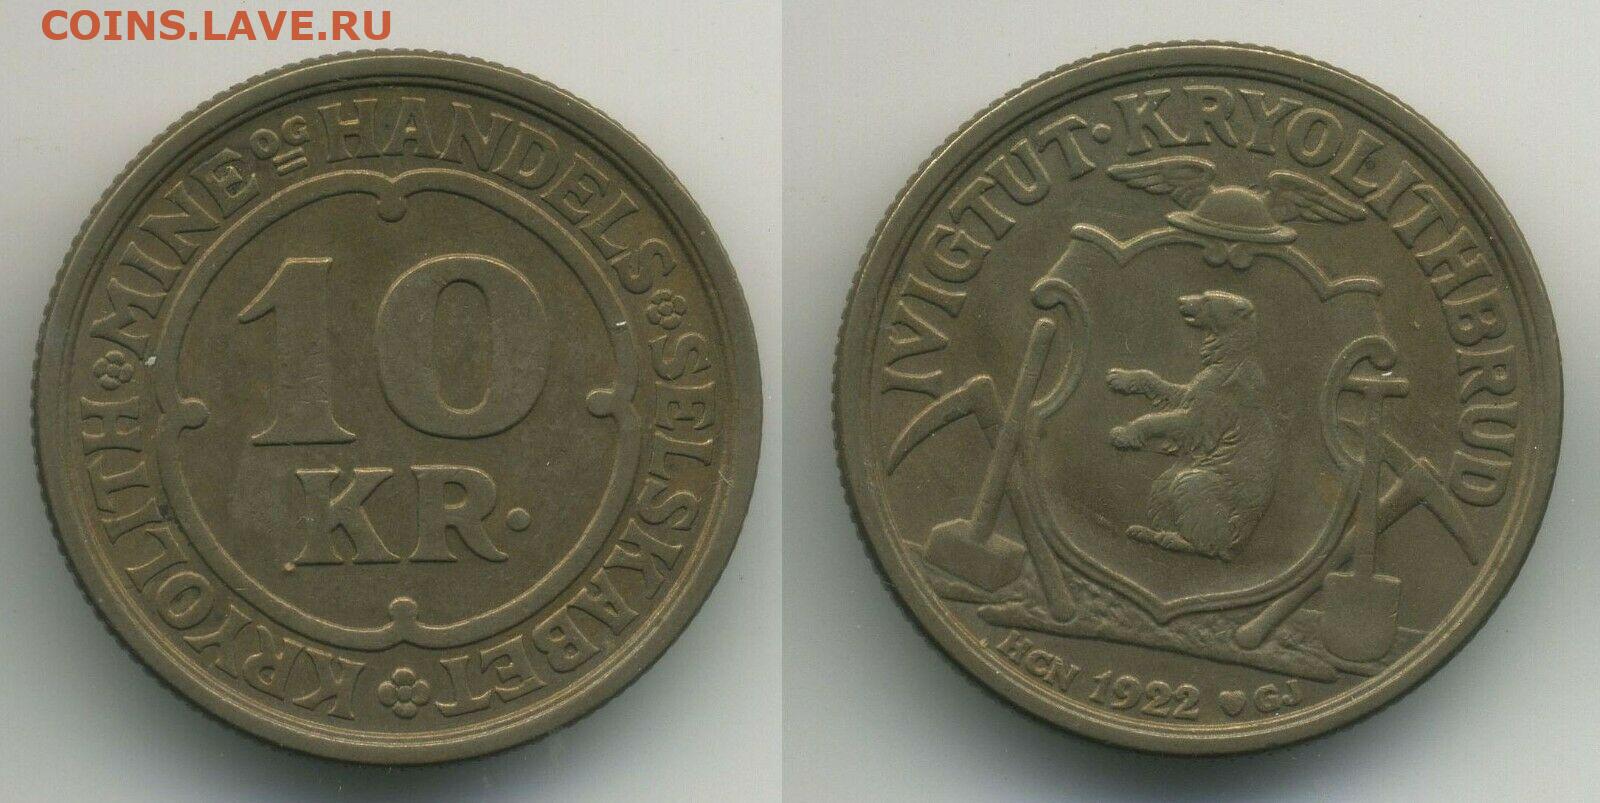 COINS.LAVE.RU
KRYOLITH MINE OG HANDELS SELSKABET
10
KR.
IVIGTUT · KRYOLITHBRUD
HCN 1922 ♥ GJ